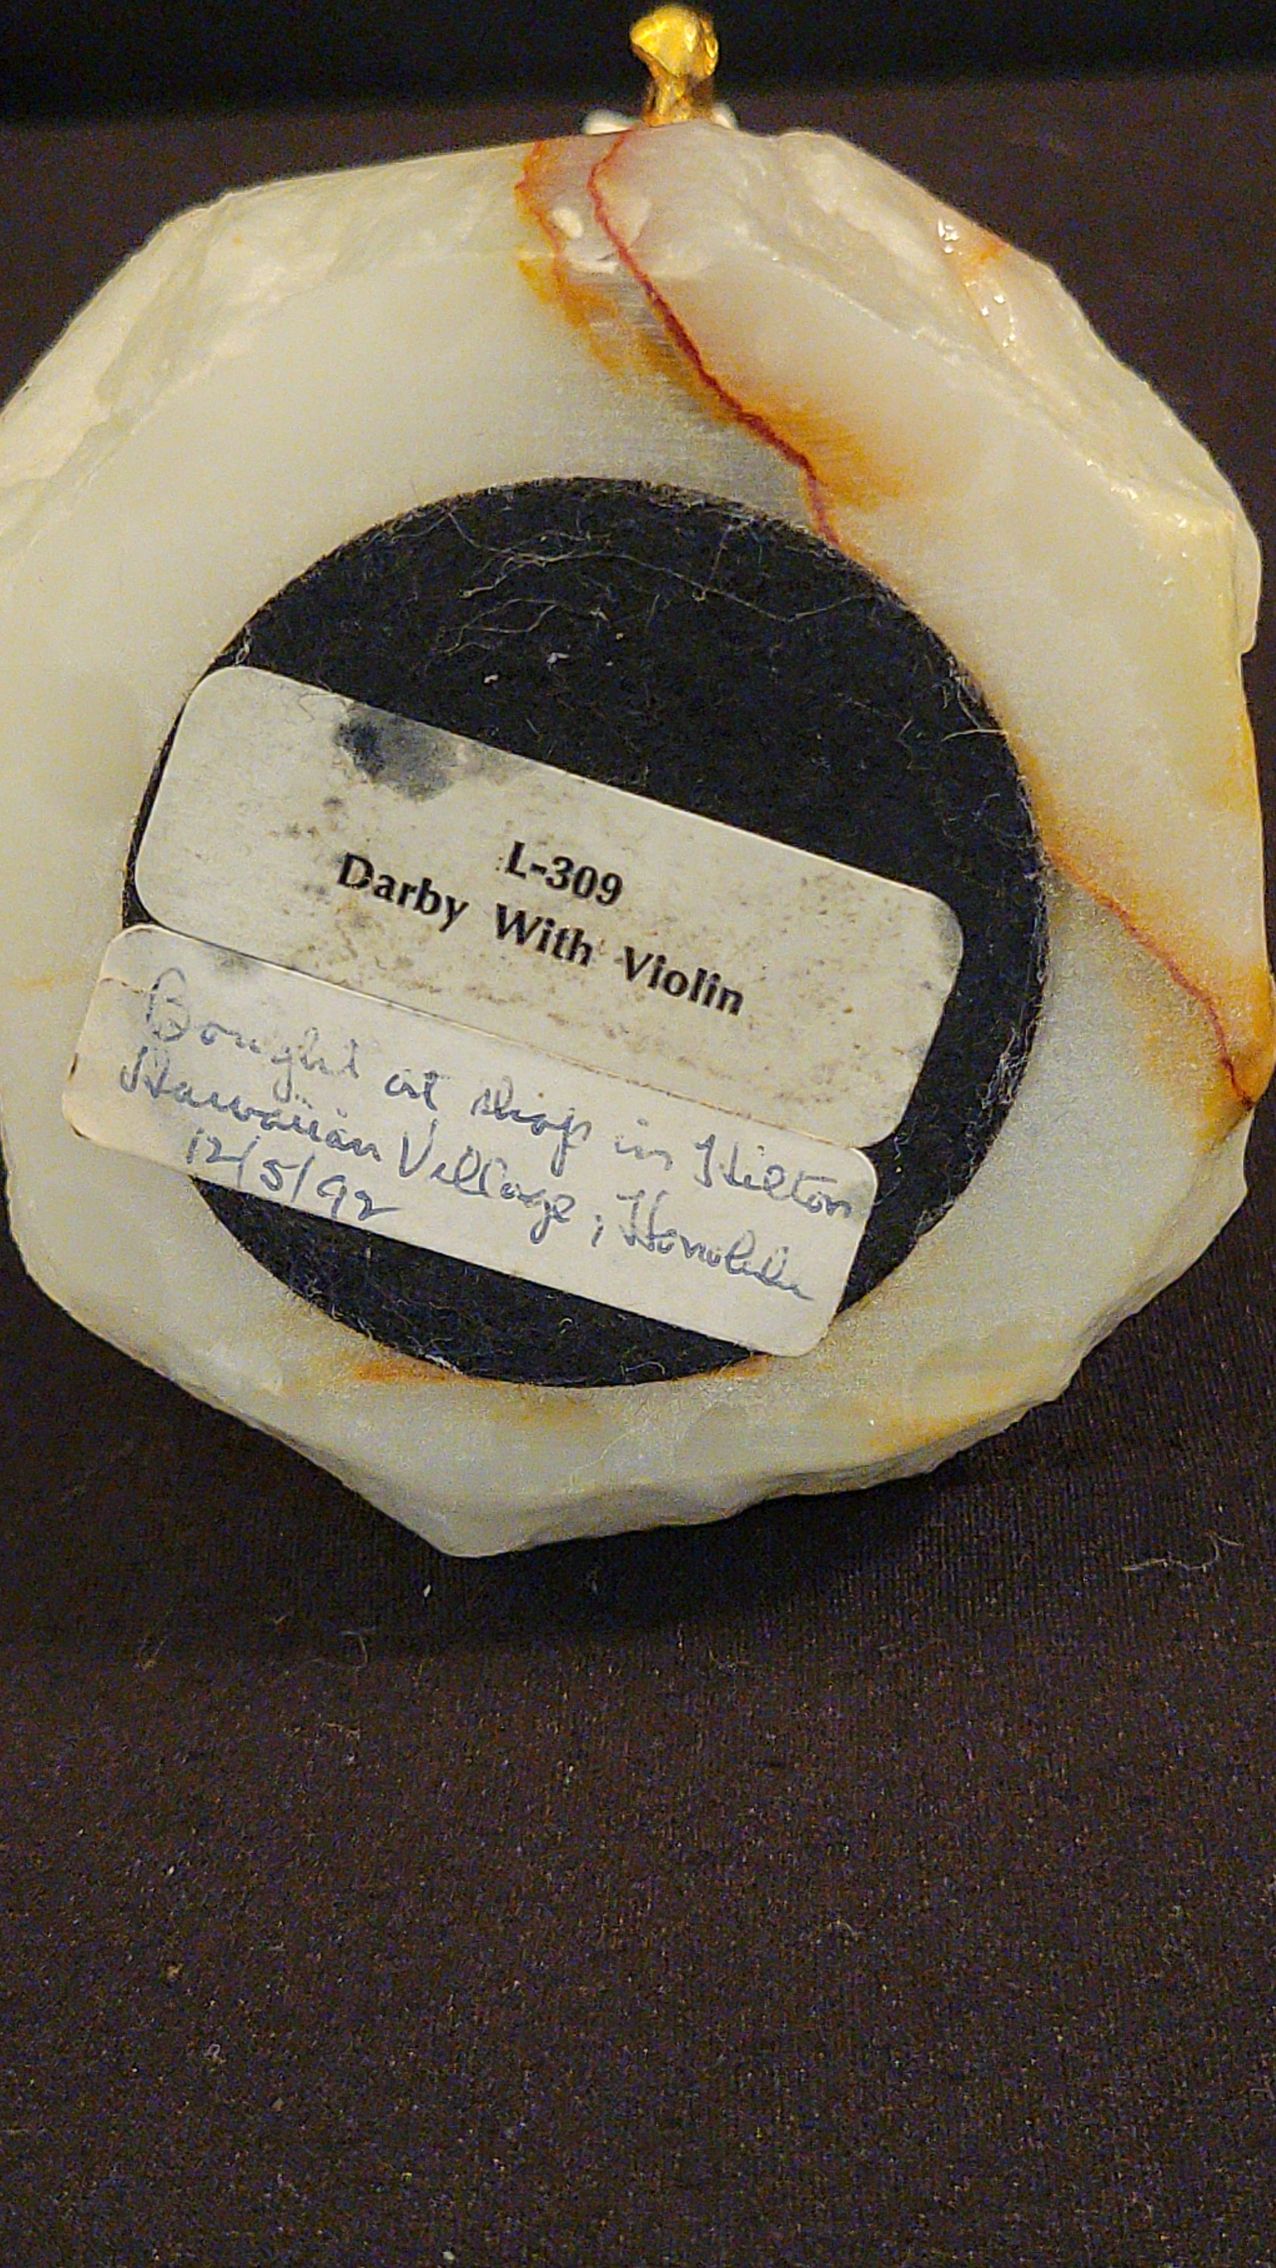 L-309
Darby With Violin
Bought at shop in Hilton
Hawaiian Village, Honolulu
12/5/92